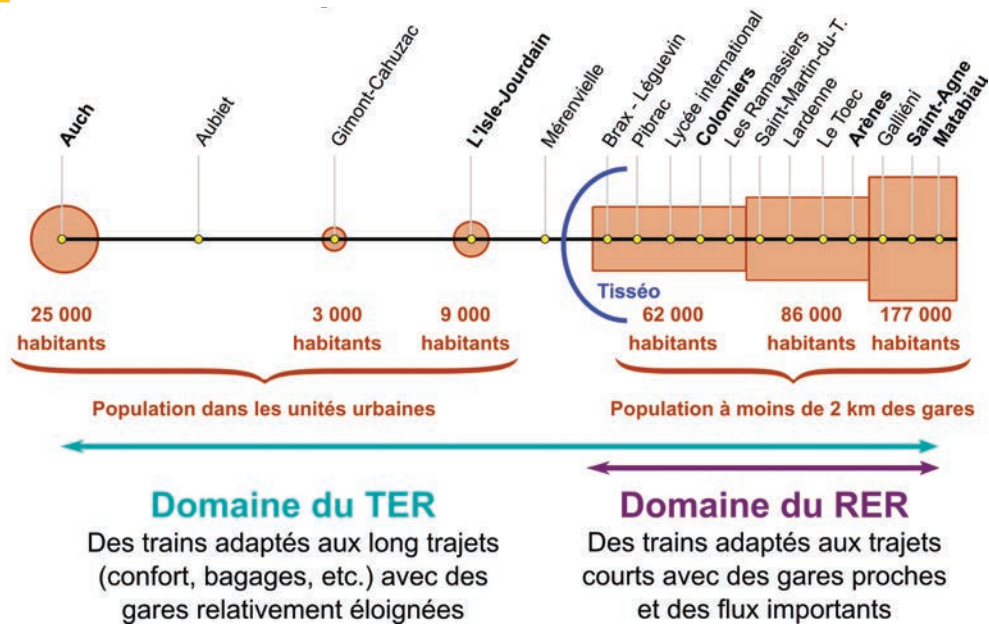 Auch
Aubiet
Gimont-Cahuzac
L'Isle-Jourdain
Mérenvielle
Brax - Léguevin
Pibrac
Lycée international
Colomiers
Les Ramassiers
Saint-Martin-du-T.
Lardenne
Le Toec
Arènes
Galliéni
Saint-Agne
Matabiau
Tisséo
25 000
habitants
3 000
habitants
9 000
habitants
62 000
habitants
86 000
habitants
177 000
habitants
Population dans les unités urbaines
Population à moins de 2 km des gares
Domaine du TER
Des trains adaptés aux long trajets
(confort, bagages, etc.) avec des
gares relativement éloignées
Domaine du RER
Des trains adaptés aux trajets
courts avec des gares proches
et des flux importants